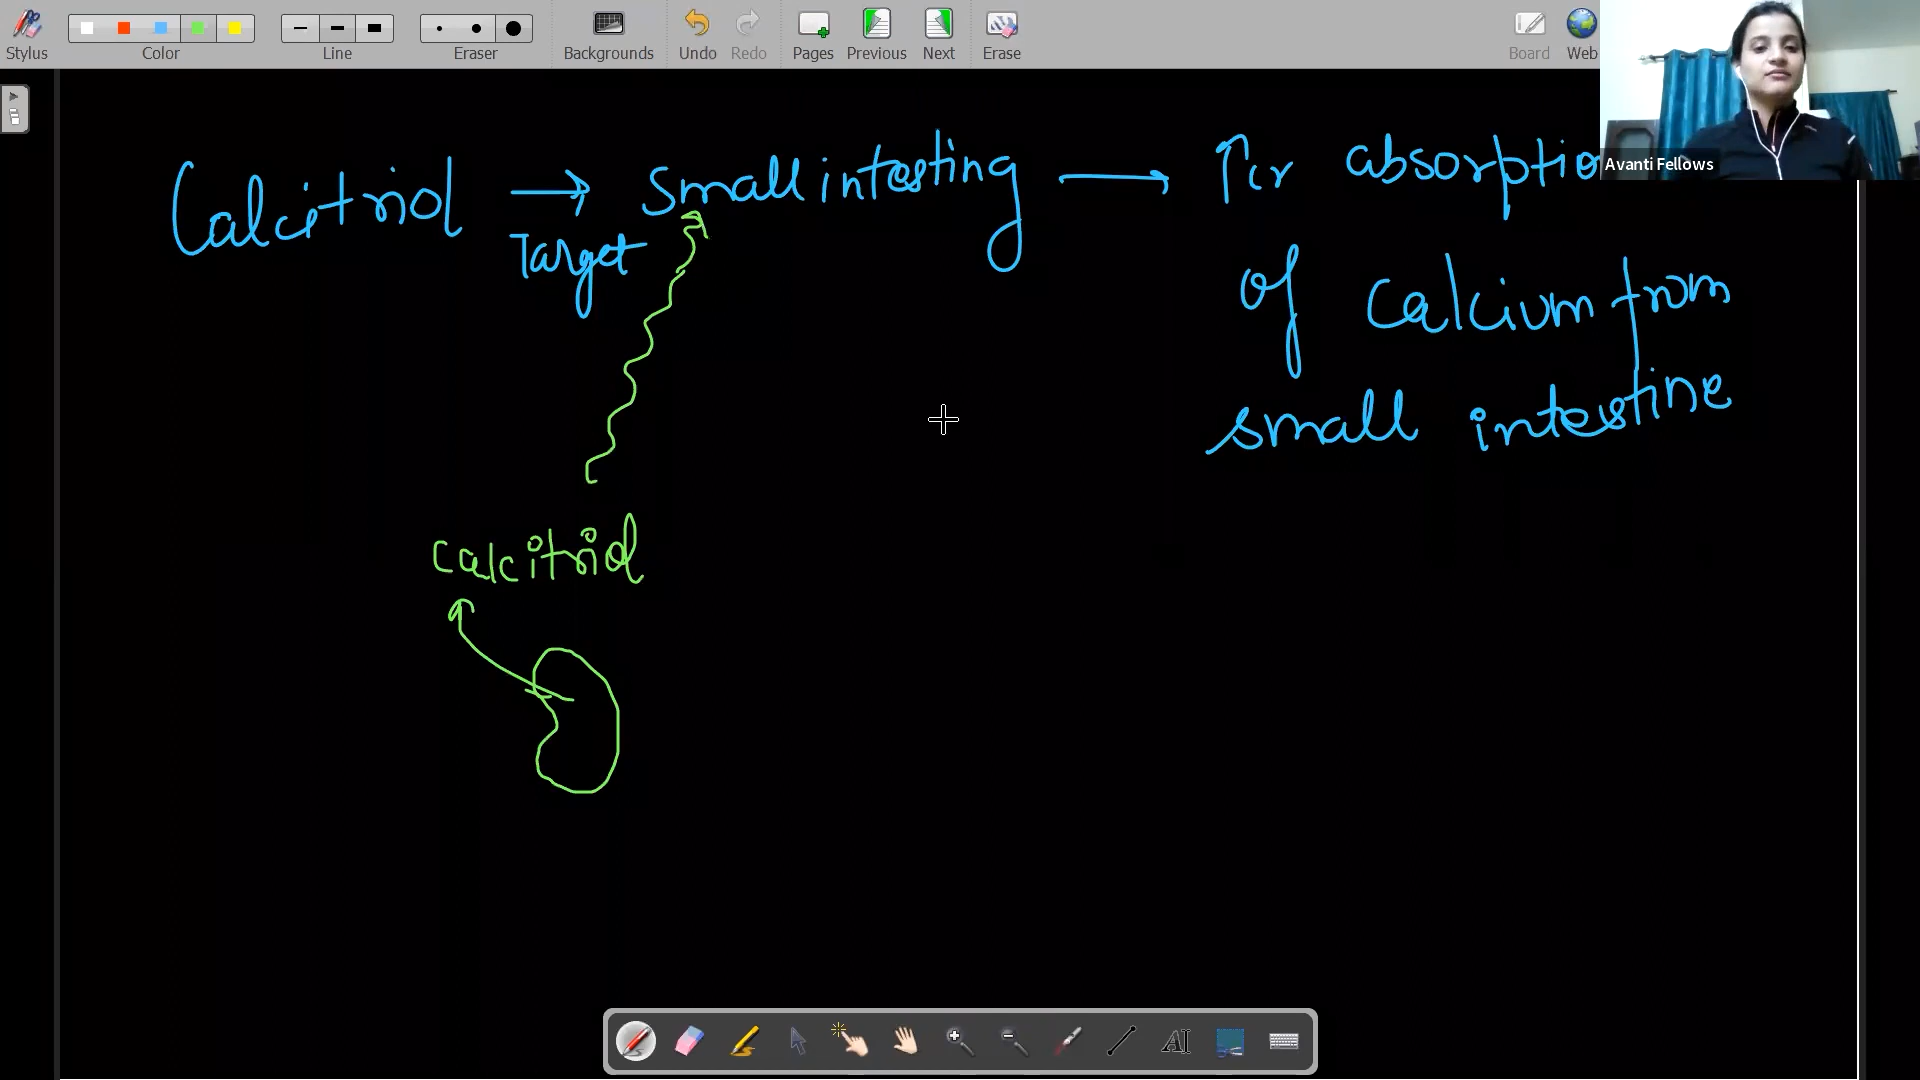 Stylus Color Line Eraser Backgrounds Undo Redo Pages Previous Next Erase Board Web
Avanti Fellows
Calcitriol → Small intesting → ↑cr absorptio
Target
of Calcium from
small intestine
calcitriol